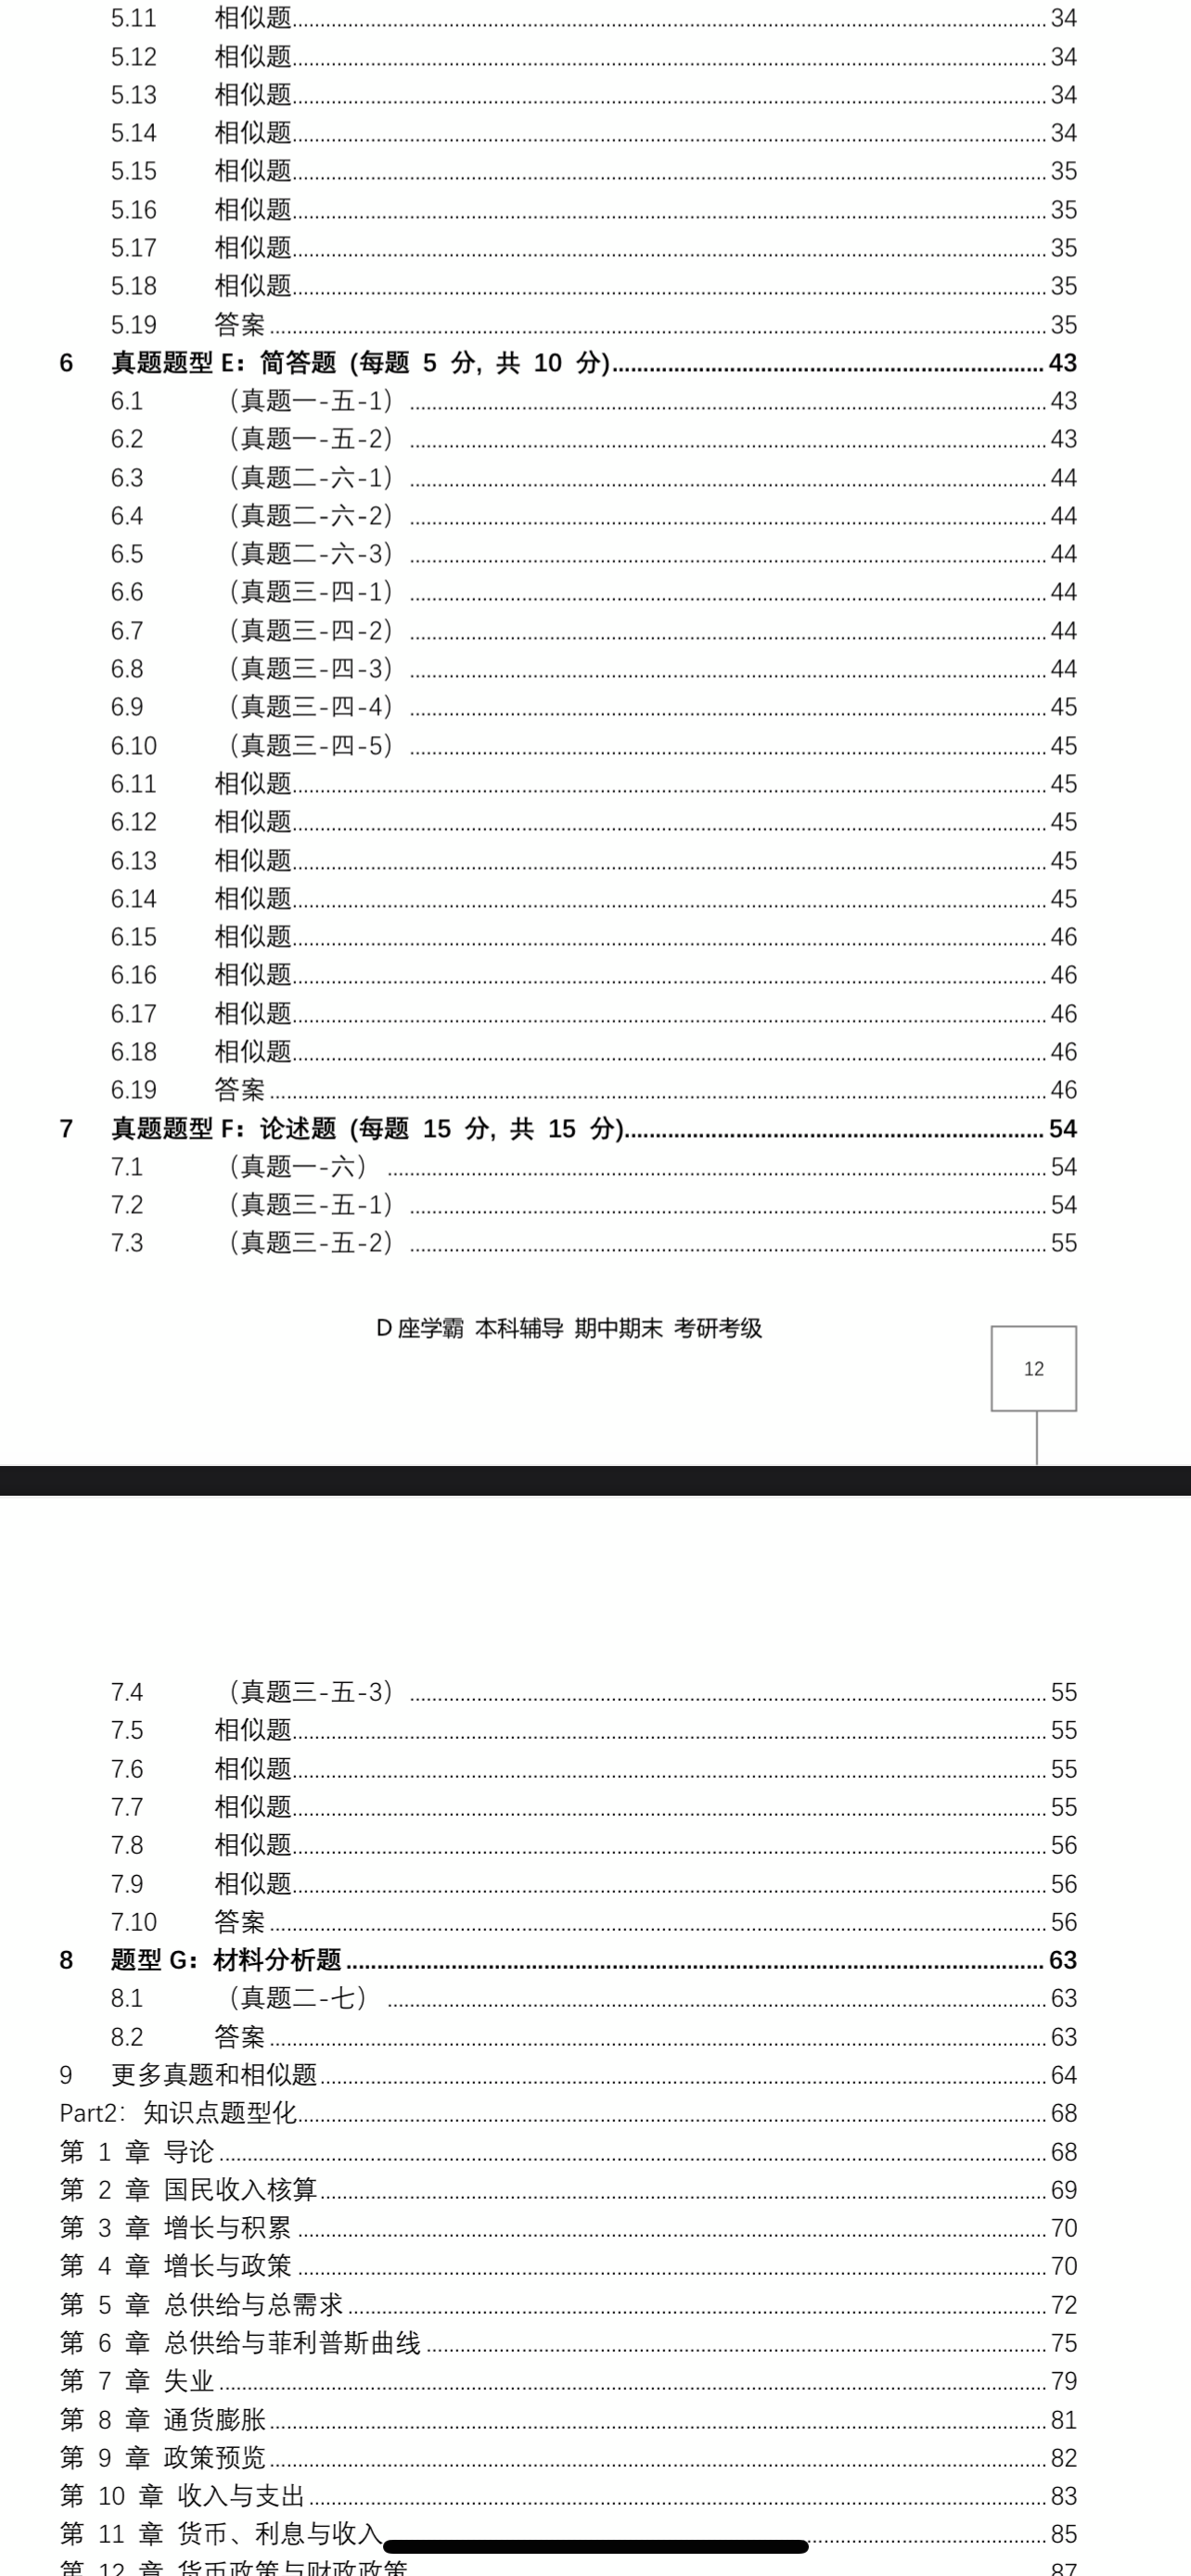 5.11 相似题 34
5.12 相似题 34
5.13 相似题 34
5.14 相似题 34
5.15 相似题 35
5.16 相似题 35
5.17 相似题 35
5.18 相似题 35
5.19 答案 35
6 真题题型 E：简答题 (每题 5 分, 共 10 分) 43
6.1 （真题一-五-1） 43
6.2 （真题一-五-2） 43
6.3 （真题二-六-1） 44
6.4 （真题二-六-2） 44
6.5 （真题二-六-3） 44
6.6 （真题三-四-1） 44
6.7 （真题三-四-2） 44
6.8 （真题三-四-3） 44
6.9 （真题三-四-4） 45
6.10 （真题三-四-5） 45
6.11 相似题 45
6.12 相似题 45
6.13 相似题 45
6.14 相似题 45
6.15 相似题 46
6.16 相似题 46
6.17 相似题 46
6.18 相似题 46
6.19 答案 46
7 真题题型 F：论述题 (每题 15 分, 共 15 分) 54
7.1 （真题一-六） 54
7.2 （真题三-五-1） 54
7.3 （真题三-五-2） 55
D 座学霸 本科辅导 期中期末 考研考级
12
7.4 （真题三-五-3） 55
7.5 相似题 55
7.6 相似题 55
7.7 相似题 55
7.8 相似题 56
7.9 相似题 56
7.10 答案 56
8 题型 G：材料分析题 63
8.1 （真题二-七） 63
8.2 答案 63
9 更多真题和相似题 64
Part2：知识点题型化 68
第 1 章 导论 68
第 2 章 国民收入核算 69
第 3 章 增长与积累 70
第 4 章 增长与政策 70
第 5 章 总供给与总需求 72
第 6 章 总供给与菲利普斯曲线 75
第 7 章 失业 79
第 8 章 通货膨胀 81
第 9 章 政策预览 82
第 10 章 收入与支出 83
第 11 章 货币、利息与收入 85
第 12 章 货币政策与财政政策 87